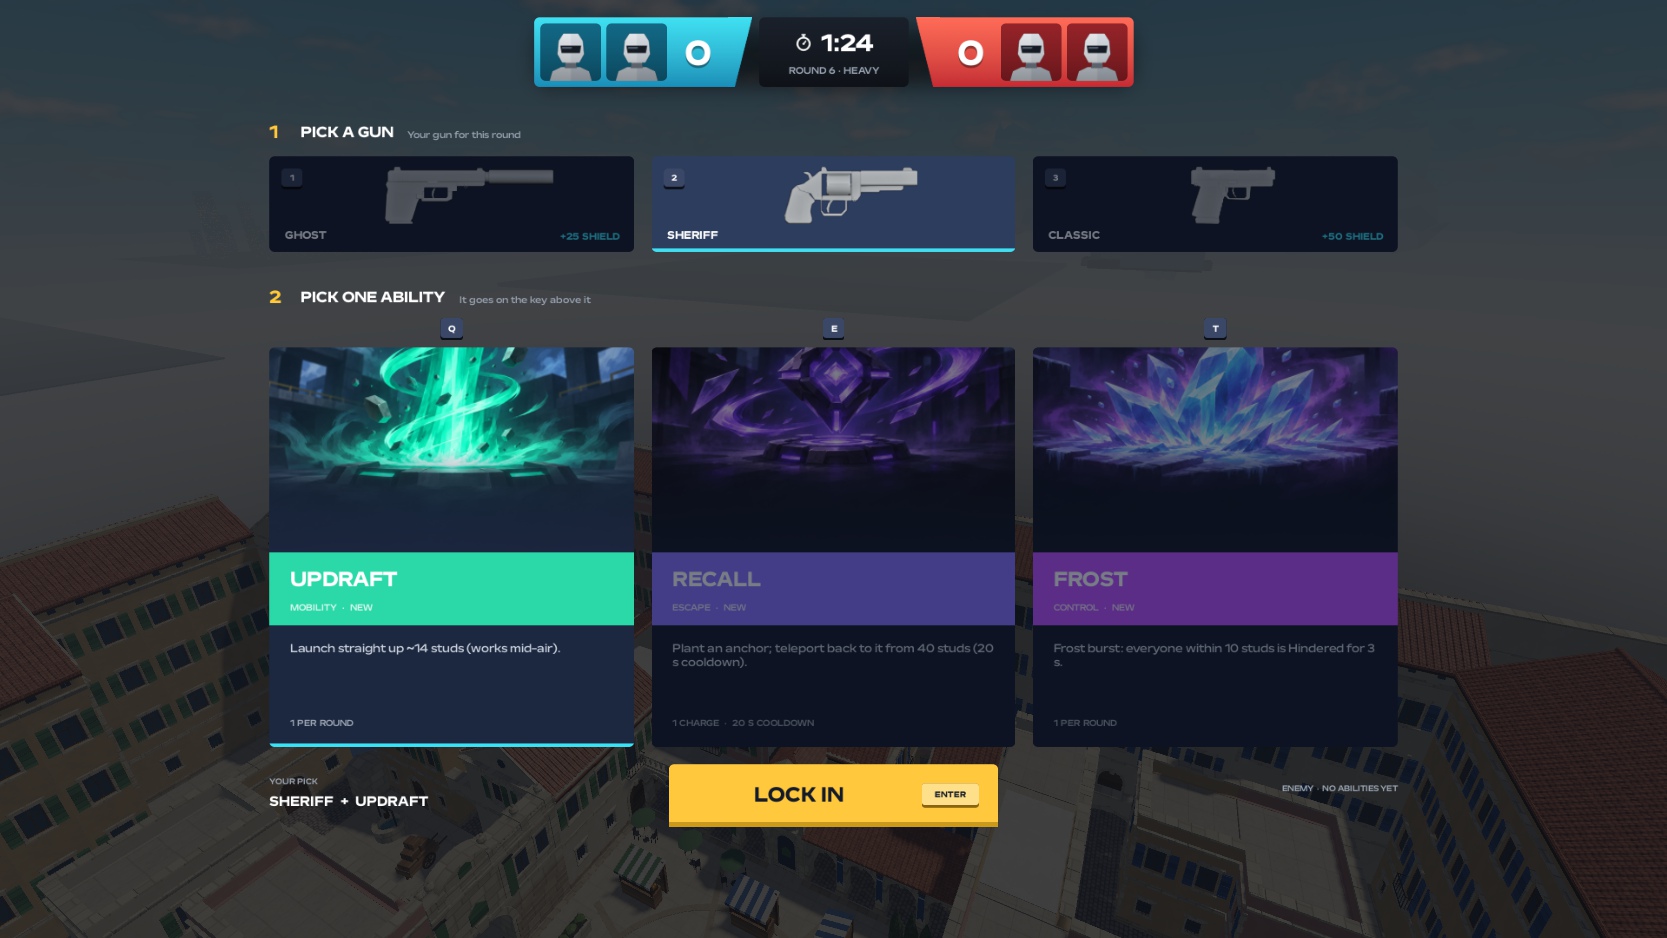 0
1:24
ROUND 6 · HEAVY
0
1 PICK A GUN Your gun for this round
1
2
3
GHOST +25 SHIELD
SHERIFF
CLASSIC +50 SHIELD
2 PICK ONE ABILITY It goes on the key above it
Q
E
T
UPDRAFT
MOBILITY · NEW
Launch straight up ~14 studs (works mid-air).
1 PER ROUND
RECALL
ESCAPE · NEW
Plant an anchor; teleport back to it from 40 studs (20
s cooldown).
1 CHARGE · 20 S COOLDOWN
FROST
CONTROL · NEW
Frost burst: everyone within 10 studs is Hindered for 3
s.
1 PER ROUND
YOUR PICK
SHERIFF + UPDRAFT
LOCK IN ENTER
ENEMY · NO ABILITIES YET